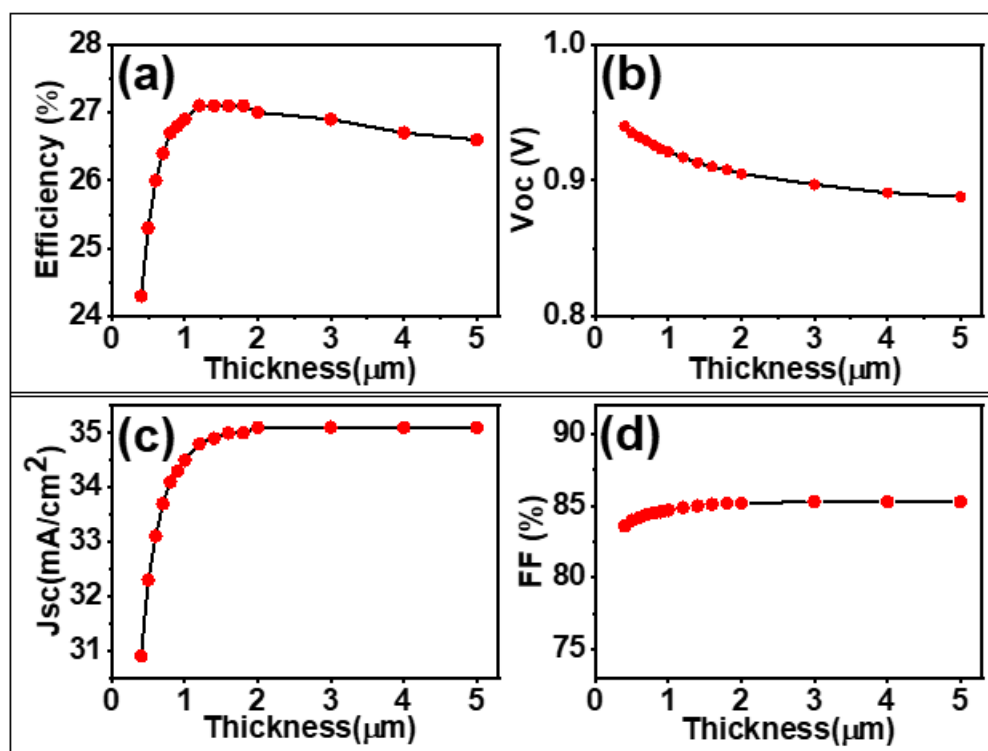 (a)
Efficiency (%)
28
27
26
25
24
0 1 2 3 4 5
Thickness(μm)
(b)
Voc (V)
1.0
0.9
0.8
0 1 2 3 4 5
Thickness(μm)
(c)
Jsc(mA/cm²)
35
34
33
32
31
0 1 2 3 4 5
Thickness(μm)
(d)
FF (%)
90
85
80
75
0 1 2 3 4 5
Thickness(μm)